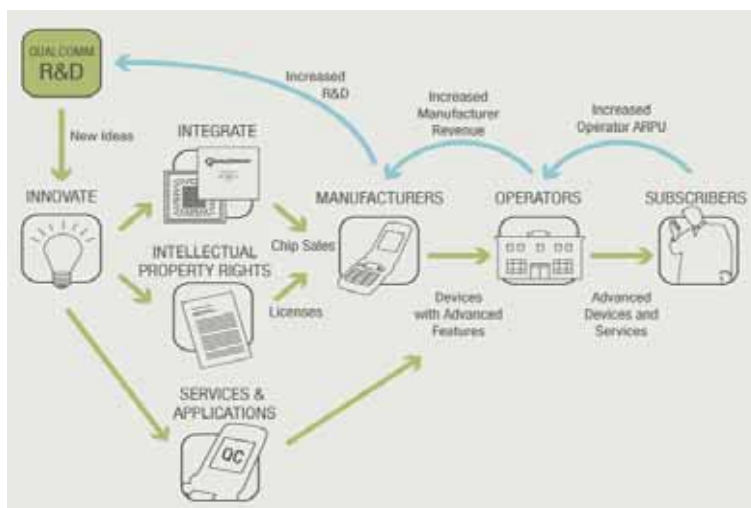 QUALCOMM
R&D
New Ideas
INNOVATE
INTEGRATE
QUALCOMM
INTELLECTUAL
PROPERTY RIGHTS
SERVICES &
APPLICATIONS
QC
Chip Sales
Licenses
Increased
R&D
MANUFACTURERS
Devices
with Advanced
Features
Increased
Manufacturer
Revenue
OPERATORS
Advanced
Devices and
Services
Increased
Operator ARPU
SUBSCRIBERS